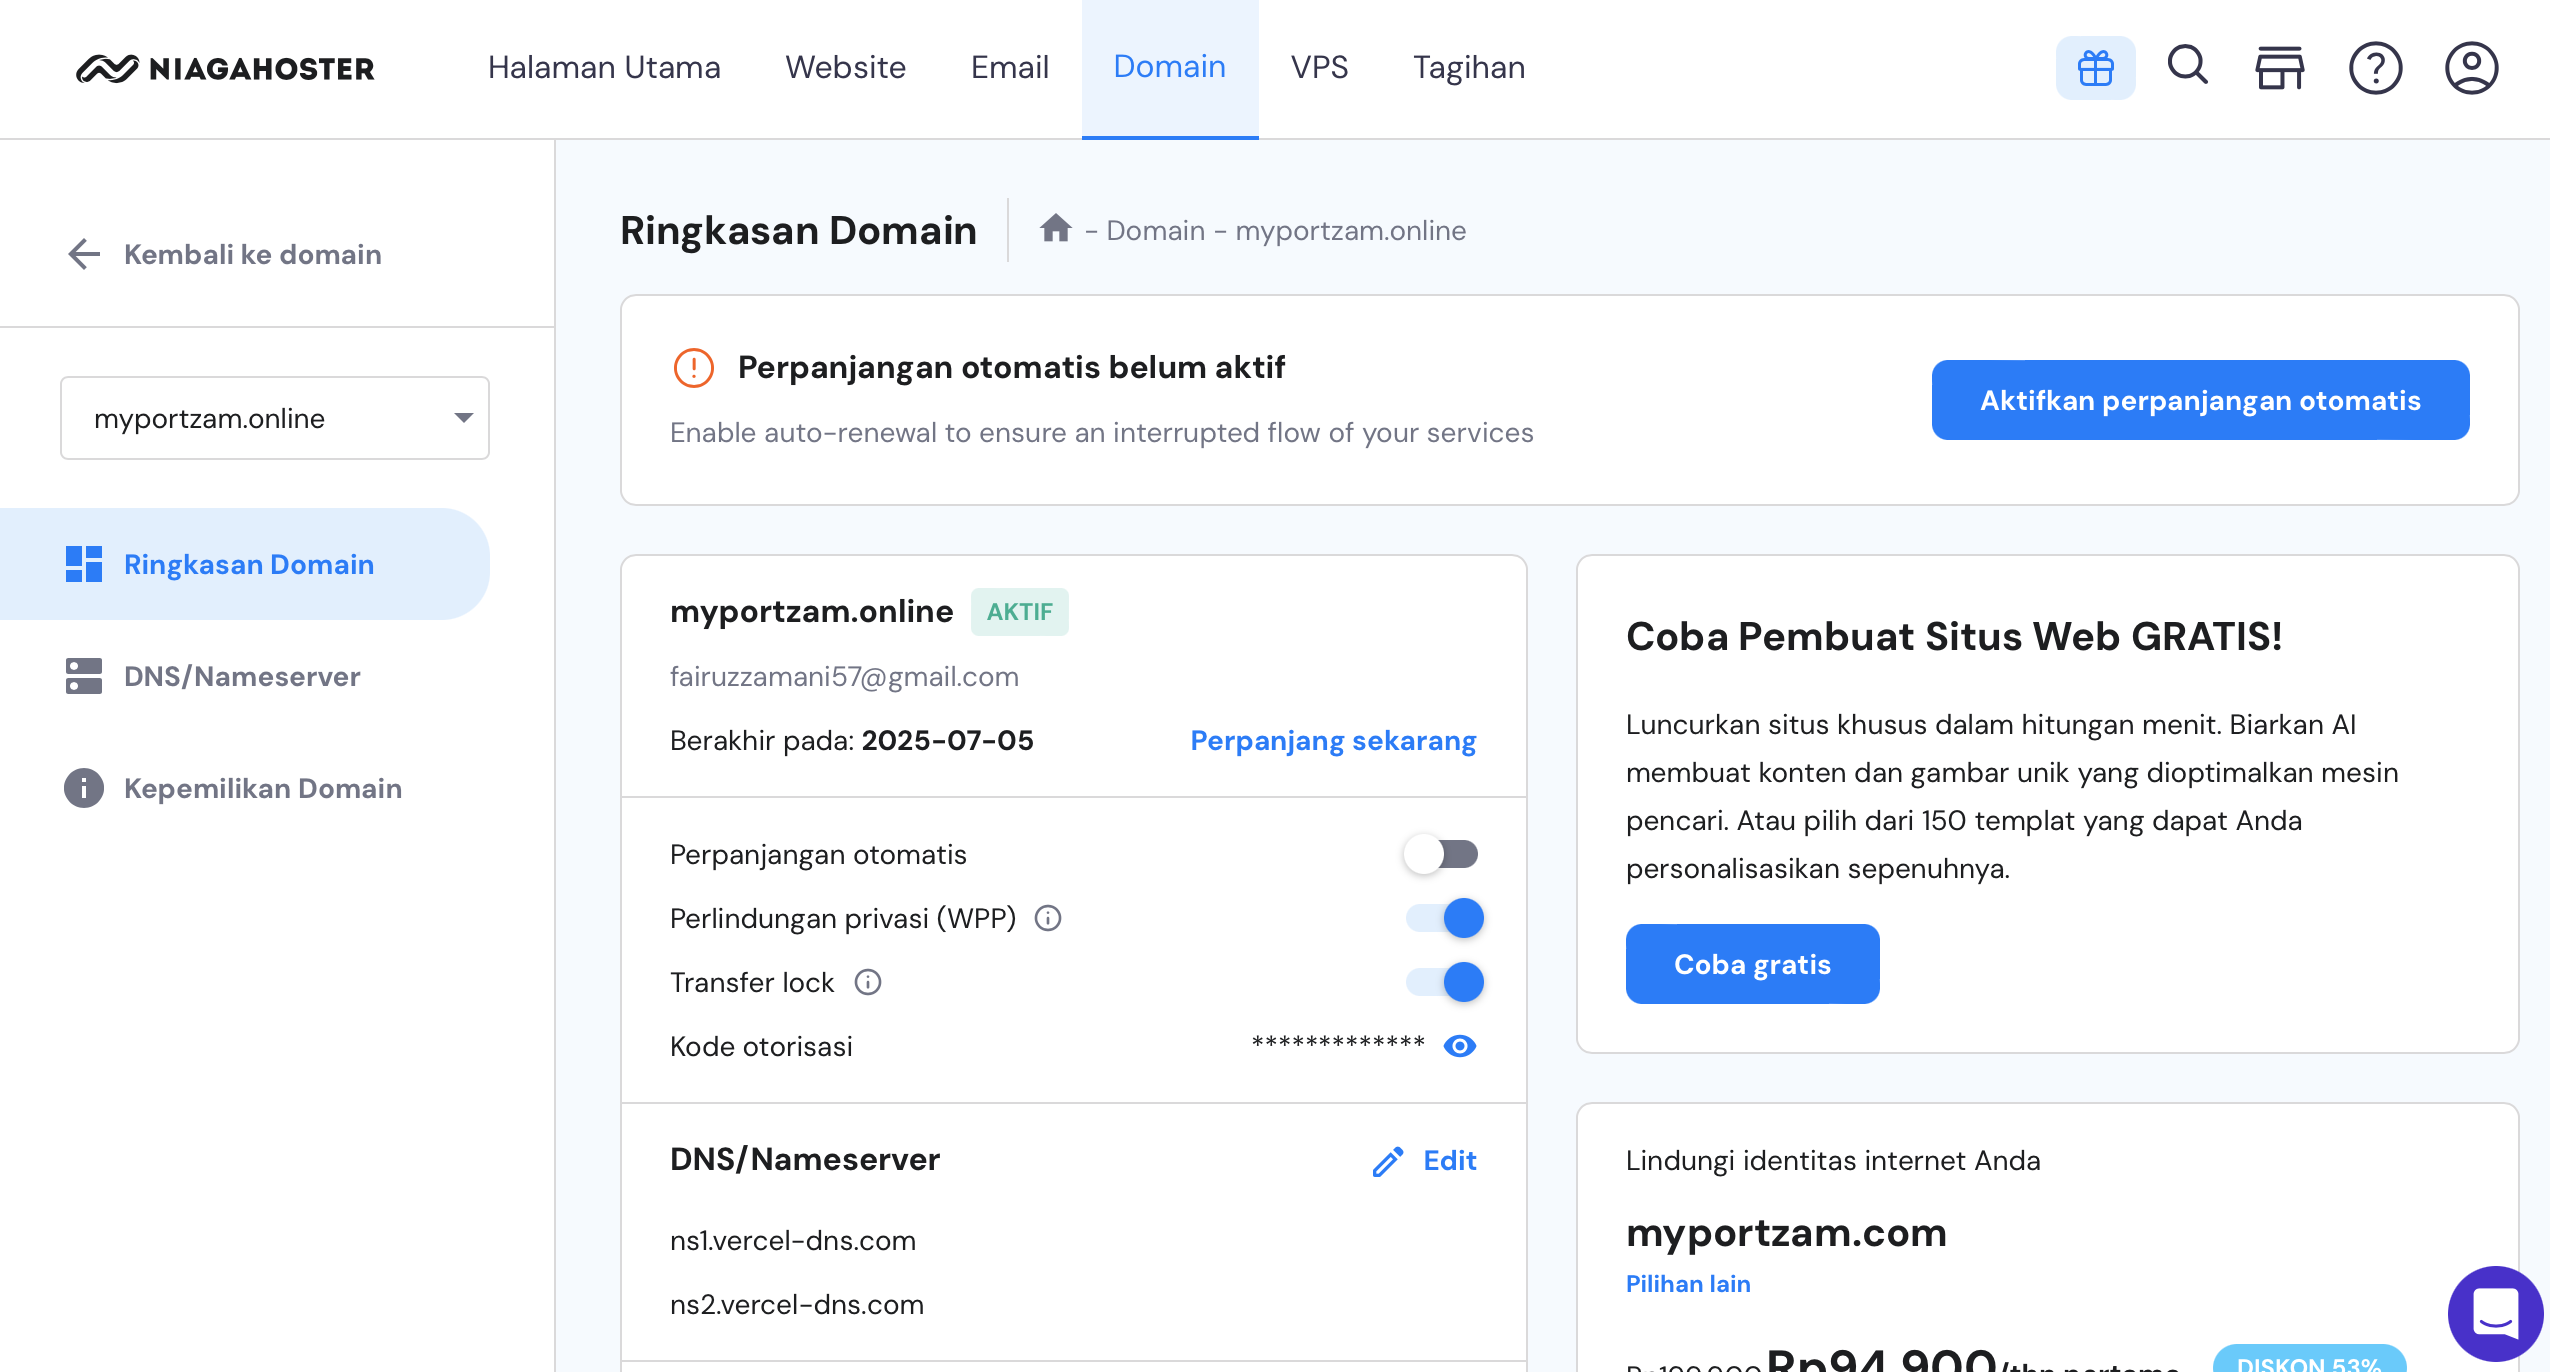 NIAGAHOSTER
Halaman Utama
Website
Email
Domain
VPS
Tagihan
Kembali ke domain
myportzam.online
Ringkasan Domain
DNS/Nameserver
Kepemilikan Domain
Ringkasan Domain
- Domain - myportzam.online
Perpanjangan otomatis belum aktif
Enable auto-renewal to ensure an interrupted flow of your services
Aktifkan perpanjangan otomatis
myportzam.online AKTIF
fairuzzamani57@gmail.com
Berakhir pada: 2025-07-05
Perpanjang sekarang
Perpanjangan otomatis
Perlindungan privasi (WPP)
Transfer lock
Kode otorisasi
*************
DNS/Nameserver
Edit
ns1.vercel-dns.com
ns2.vercel-dns.com
Coba Pembuat Situs Web GRATIS!
Luncurkan situs khusus dalam hitungan menit. Biarkan AI
membuat konten dan gambar unik yang dioptimalkan mesin
pencari. Atau pilih dari 150 templat yang dapat Anda
personalisasikan sepenuhnya.
Coba gratis
Lindungi identitas internet Anda
myportzam.com
Pilihan lain
Rp94.900/thn pertama
DISKON 53%